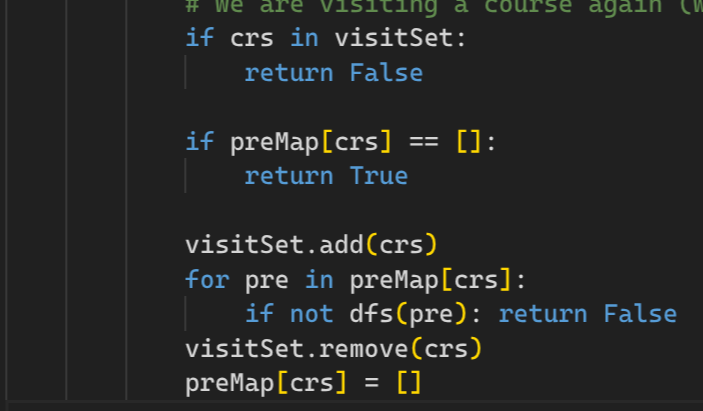 # We are visiting a course again (
if crs in visitSet:
return False
if preMap[crs] == []:
return True
visitSet.add(crs)
for pre in preMap[crs]:
if not dfs(pre): return False
visitSet.remove(crs)
preMap[crs] = []